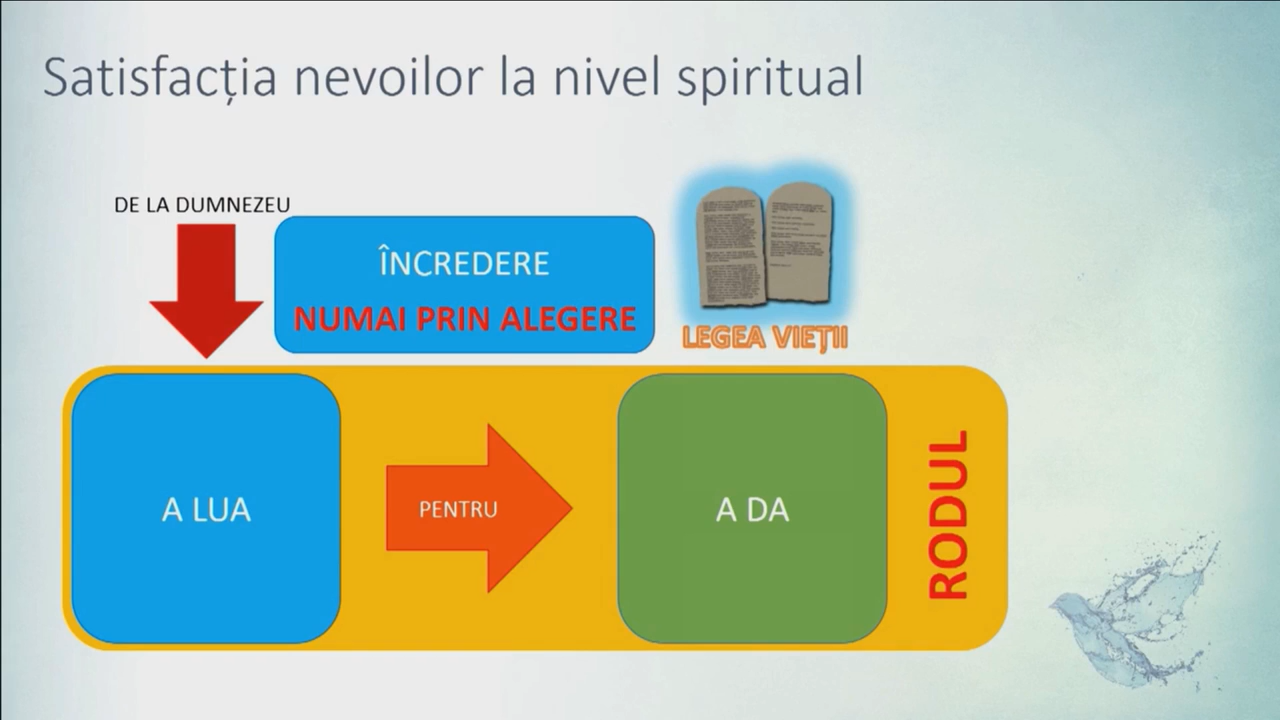 Satisfacția nevoilor la nivel spiritual
DE LA DUMNEZEU
ÎNCREDERE
NUMAI PRIN ALEGERE
LEGEA VIEȚII
A LUA
PENTRU
A DA
RODUL